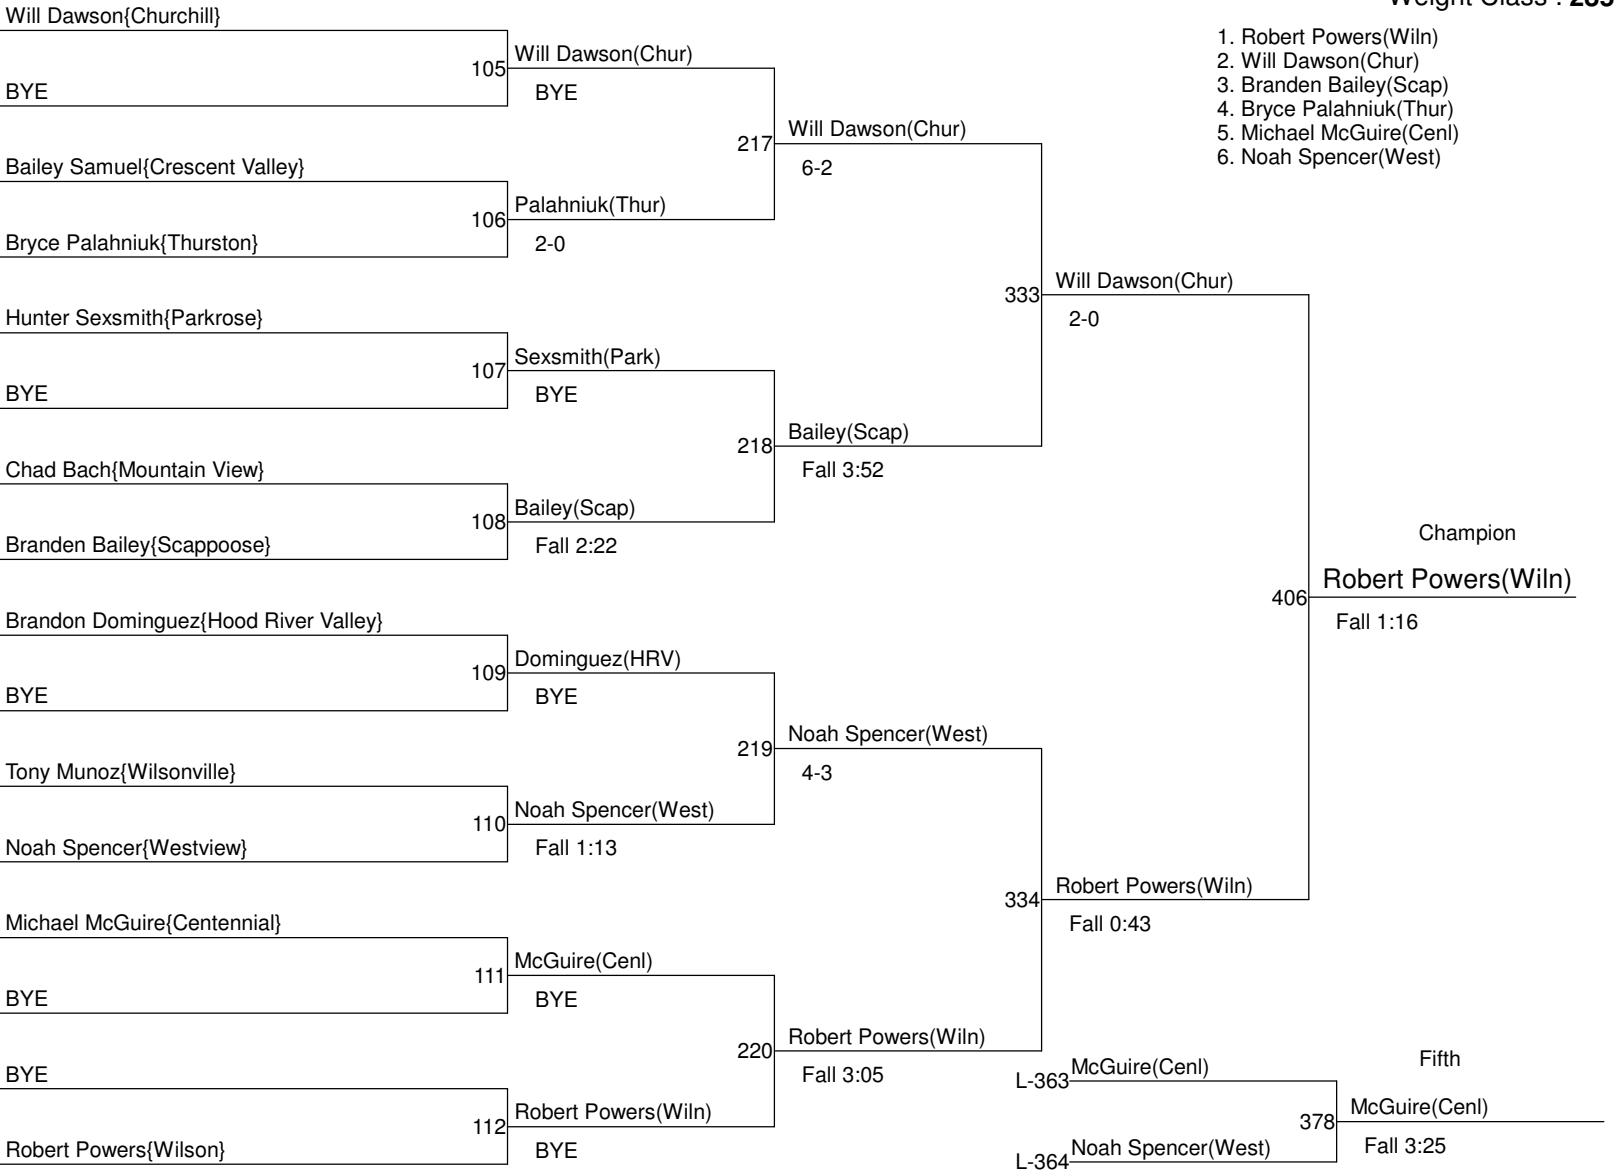 Weight Class : 285
1. Robert Powers(Wiln)
2. Will Dawson(Chur)
3. Branden Bailey(Scap)
4. Bryce Palahniuk(Thur)
5. Michael McGuire(Cenl)
6. Noah Spencer(West)
Will Dawson{Churchill}
BYE
Bailey Samuel{Crescent Valley}
Bryce Palahniuk{Thurston}
Hunter Sexsmith{Parkrose}
BYE
Chad Bach{Mountain View}
Branden Bailey{Scappoose}
Brandon Dominguez{Hood River Valley}
BYE
Tony Munoz{Wilsonville}
Noah Spencer{Westview}
Michael McGuire{Centennial}
BYE
BYE
Robert Powers{Wilson}
105 Will Dawson(Chur)
BYE
106 Palahniuk(Thur)
2-0
107 Sexsmith(Park)
BYE
108 Bailey(Scap)
Fall 2:22
109 Dominguez(HRV)
BYE
110 Noah Spencer(West)
Fall 1:13
111 McGuire(Cenl)
BYE
112 Robert Powers(Wiln)
BYE
217 Will Dawson(Chur)
6-2
218 Bailey(Scap)
Fall 3:52
219 Noah Spencer(West)
4-3
220 Robert Powers(Wiln)
Fall 3:05
333 Will Dawson(Chur)
2-0
334 Robert Powers(Wiln)
Fall 0:43
Champion
406 Robert Powers(Wiln)
Fall 1:16
L-363 McGuire(Cenl)
L-364 Noah Spencer(West)
Fifth
378 McGuire(Cenl)
Fall 3:25